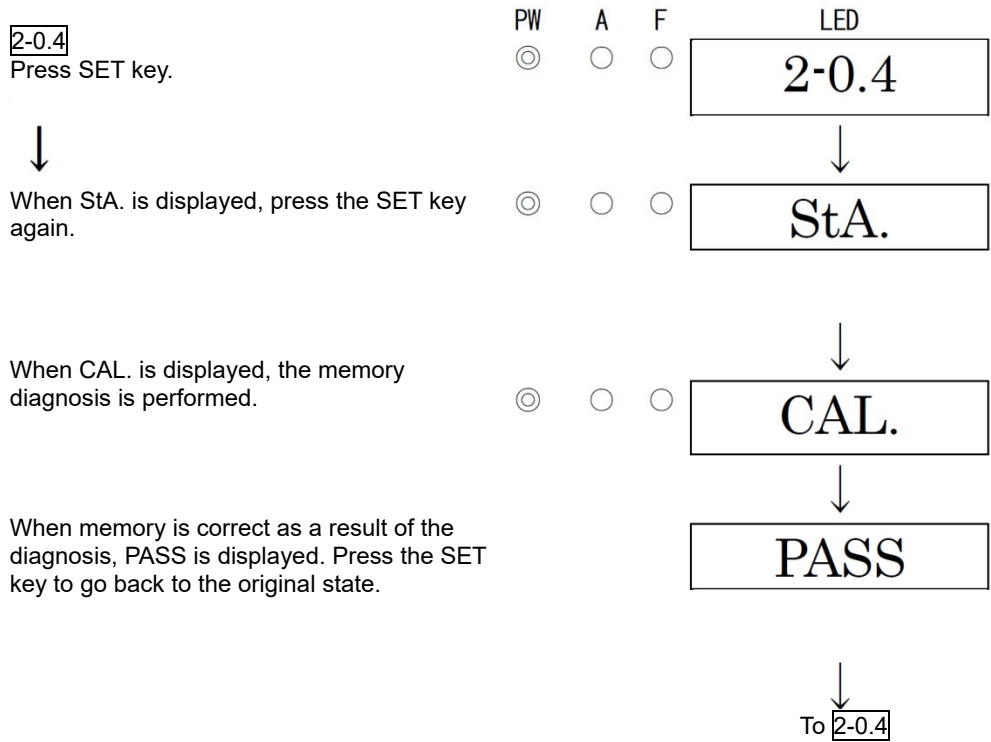 PW A F LED
2-0.4
Press SET key.
2-0.4
When StA. is displayed, press the SET key
again.
StA.
When CAL. is displayed, the memory
diagnosis is performed.
CAL.
When memory is correct as a result of the
diagnosis, PASS is displayed. Press the SET
key to go back to the original state.
PASS
To 2-0.4